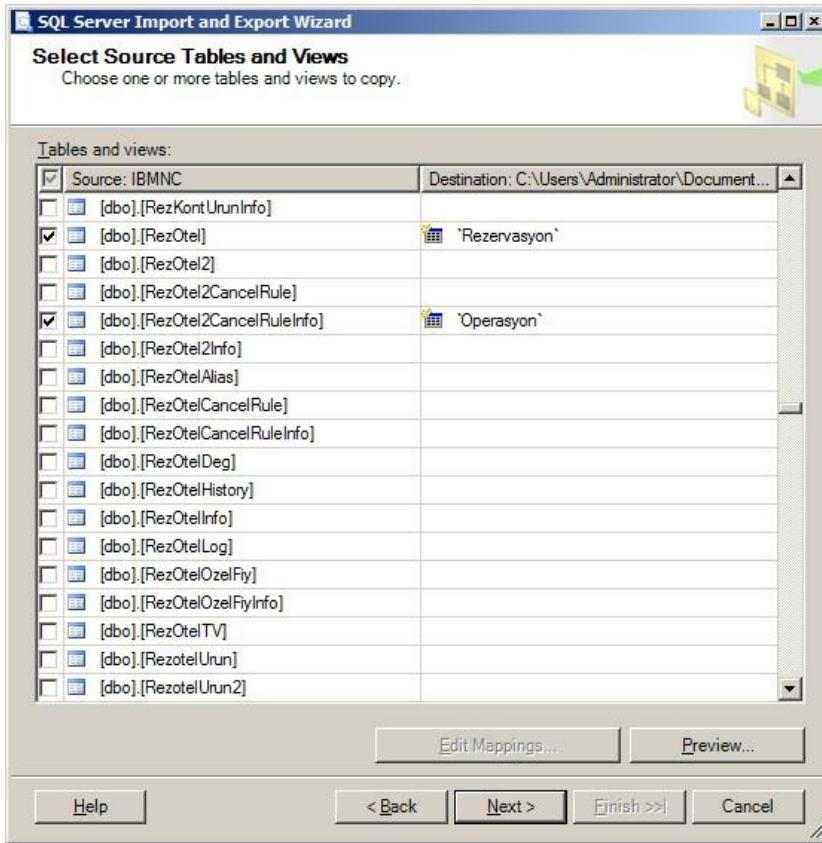 SQL Server Import and Export Wizard
Select Source Tables and Views
Choose one or more tables and views to copy.
Tables and views:
Source: IBMNC Destination: C:\Users\Administrator\Document...
[dbo].[RezKontUrunInfo]
[dbo].[RezOtel] `Rezervasyon`
[dbo].[RezOtel2]
[dbo].[RezOtel2CancelRule]
[dbo].[RezOtel2CancelRuleInfo] `Operasyon`
[dbo].[RezOtel2Info]
[dbo].[RezOtelAlias]
[dbo].[RezOtelCancelRule]
[dbo].[RezOtelCancelRuleInfo]
[dbo].[RezOtelDeg]
[dbo].[RezOtelHistory]
[dbo].[RezOtelInfo]
[dbo].[RezOtelLog]
[dbo].[RezOtelOzelFiy]
[dbo].[RezOtelOzelFiyInfo]
[dbo].[RezOtelTV]
[dbo].[RezotelUrun]
[dbo].[RezotelUrun2]
Edit Mappings... Preview...
Help < Back Next > Finish >>| Cancel